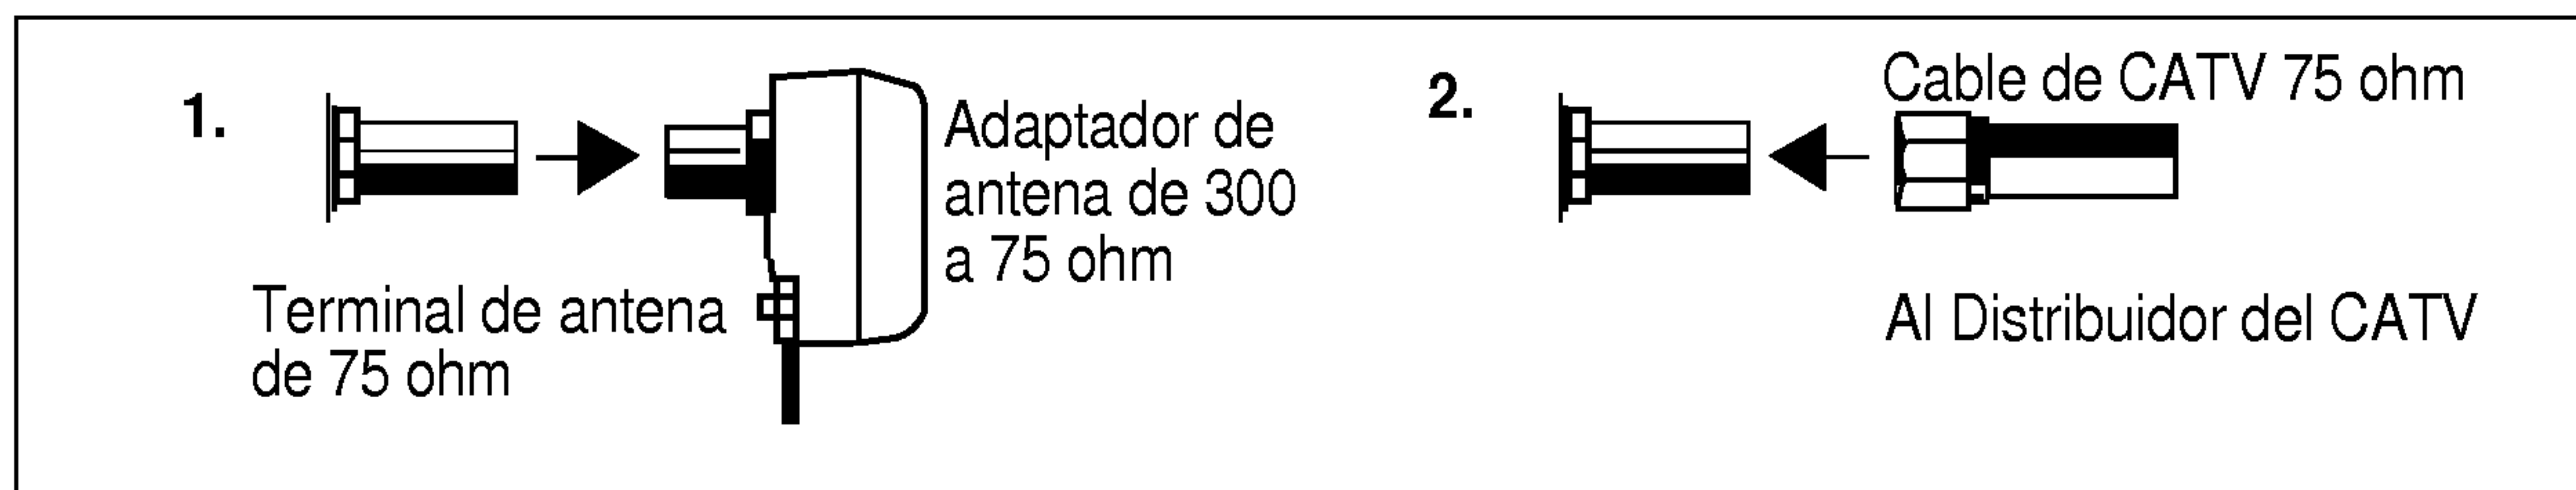 1.
Adaptador de
antena de 300
a 75 ohm
Terminal de antena
de 75 ohm
2.
Cable de CATV 75 ohm
Al Distribuidor del CATV